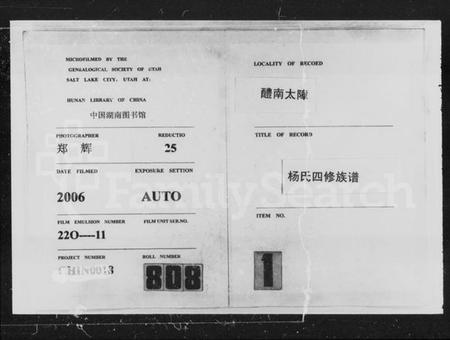 MICROFILMED BY THE
GENEALOGICAL SOCIETY OF UTAH
SALT LAKE CITY, UTAH AT:
HUNAN LIBRARY OF CHINA
中国湖南图书馆
PHOTOGRAPHER REDUCTIO
郑 辉 25
DATE FILMED EXPOSURE SETTION
2006 AUTO
FILM EMULSION NUMBER FILM UNIT SER.NO.
22O----11
PROJECT NUMBER ROLL NUMBER
CHIN0013 808
LOCALITY OF RECOED
醴南太陂
TITLE OF RECORD
杨氏四修族谱
ITEM NO.
1
FamilySearch